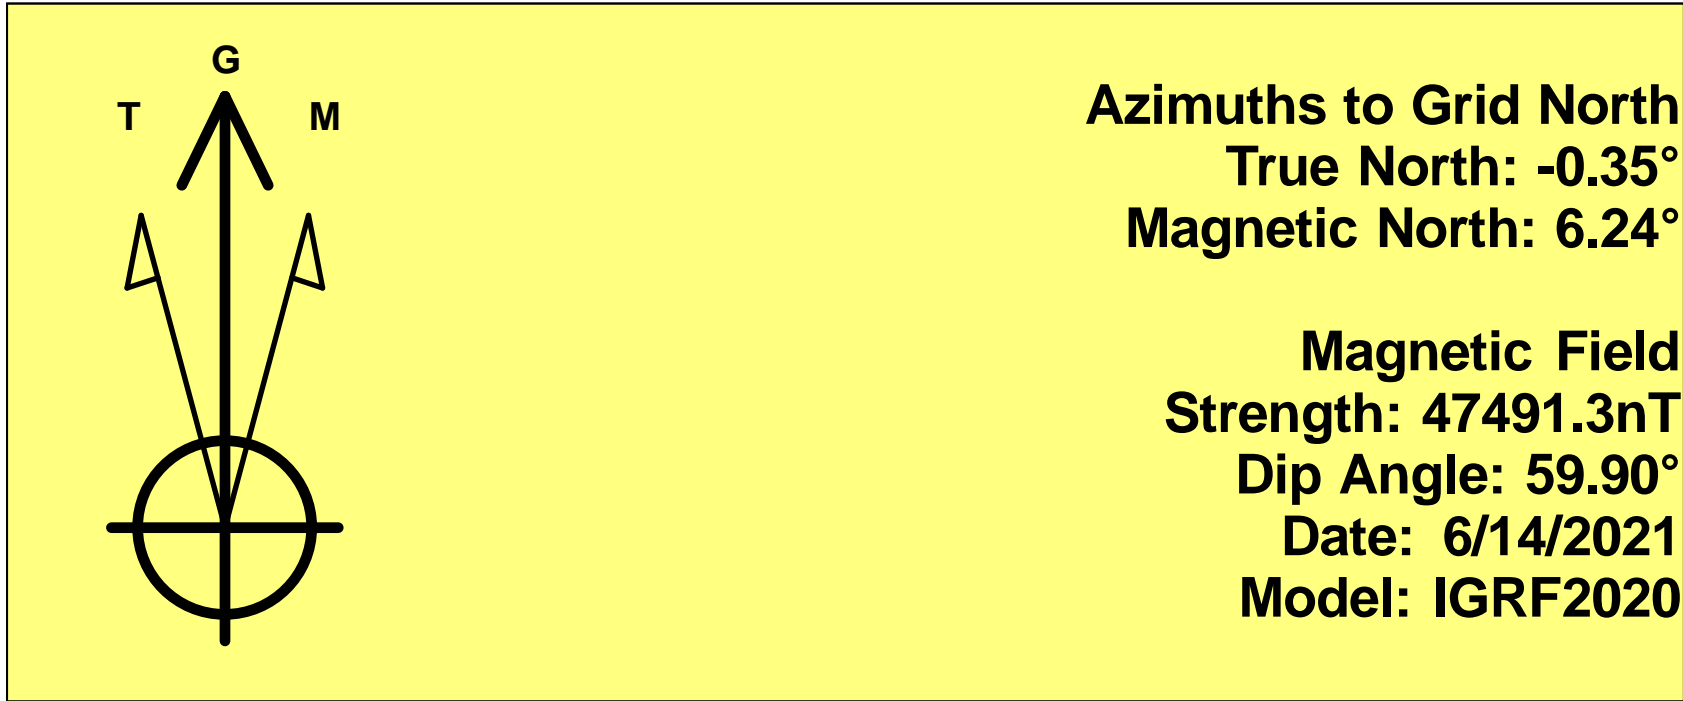 G
T M
Azimuths to Grid North
True North: -0.35°
Magnetic North: 6.24°
Magnetic Field
Strength: 47491.3nT
Dip Angle: 59.90°
Date: 6/14/2021
Model: IGRF2020